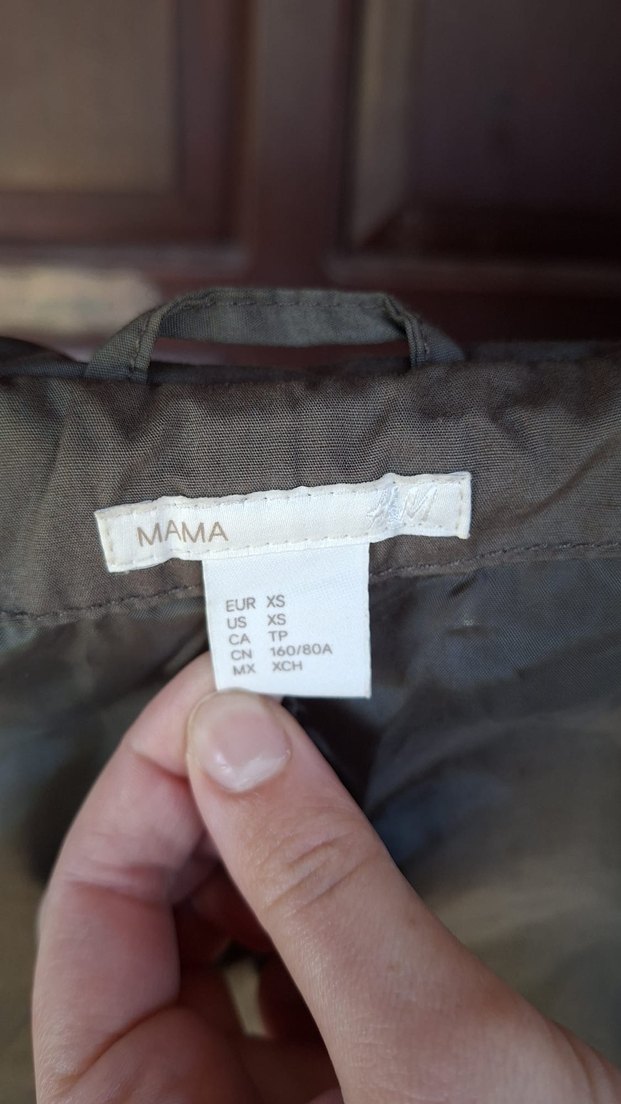 MAMA H&M
EUR XS
US XS
CA TP
CN 160/80A
MX XCH